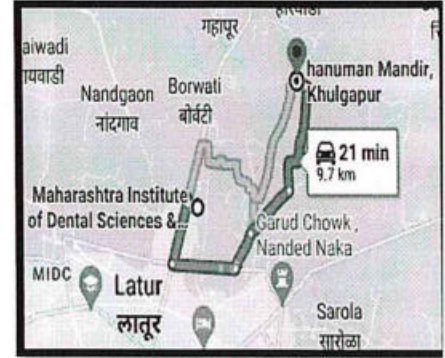 गहापूर
aiwadi
यवाडी
Nandgaon
नांदगाव
Borwati
बोर्वटी
hanuman Mandir,
Khulgapur
21 min
9.7 km
Maharashtra Institute
of Dental Sciences &...
Garud Chowk,
Nanded Naka
MIDC
Latur
लातूर
Sarola
सारोळा